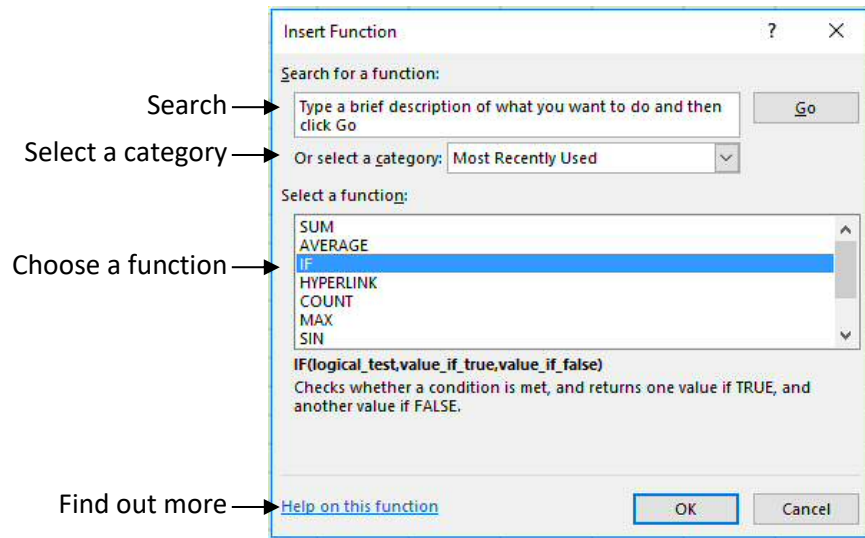 Insert Function
? X
Search for a function:
Search
Type a brief description of what you want to do and then
click Go
Go
Select a category
Or select a category: Most Recently Used
Select a function:
SUM
AVERAGE
Choose a function
IF
HYPERLINK
COUNT
MAX
SIN
IF(logical_test,value_if_true,value_if_false)
Checks whether a condition is met, and returns one value if TRUE, and
another value if FALSE.
Find out more
Help on this function
OK
Cancel